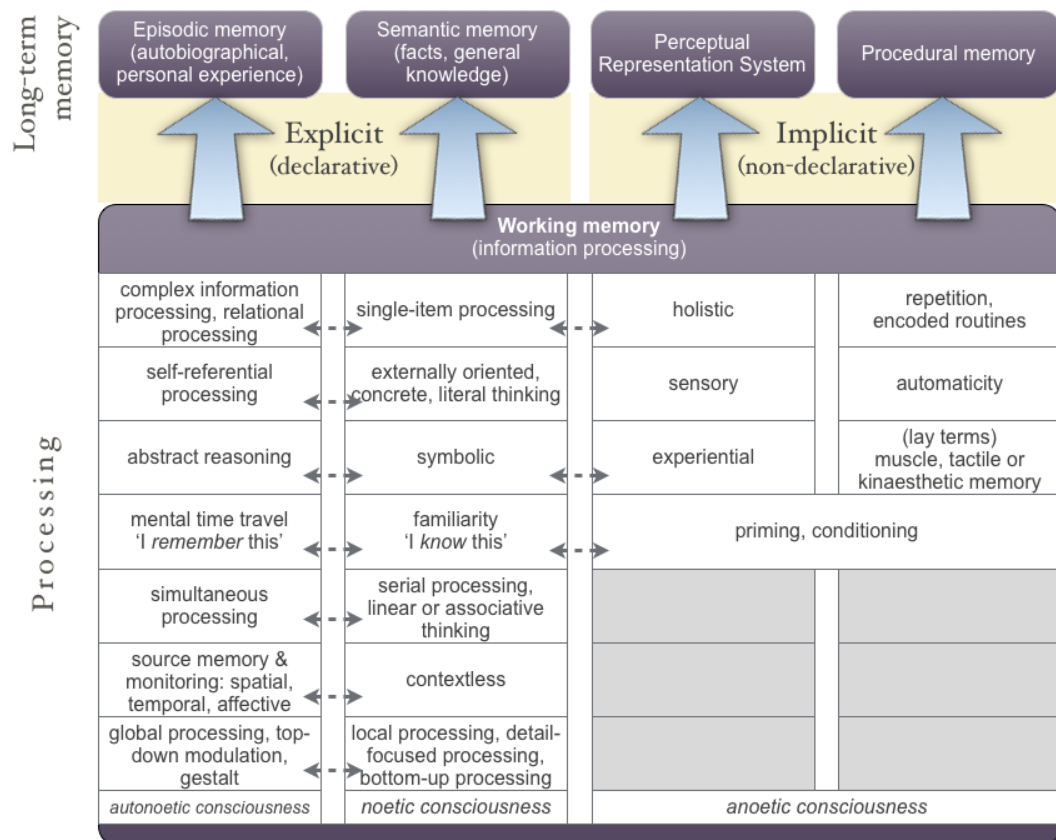 Long-term
memory
Episodic memory
(autobiographical,
personal experience)
Semantic memory
(facts, general
knowledge)
Perceptual
Representation System
Procedural memory
Explicit
(declarative)
Implicit
(non-declarative)
Working memory
(information processing)
Processing
complex information
processing, relational
processing
single-item processing
holistic
repetition,
encoded routines
self-referential
processing
externally oriented,
concrete, literal thinking
sensory
automaticity
abstract reasoning
symbolic
experiential
(lay terms)
muscle, tactile or
kinaesthetic memory
mental time travel
'I remember this'
familiarity
'I know this'
priming, conditioning
simultaneous
processing
serial processing,
linear or associative
thinking
source memory &
monitoring: spatial,
temporal, affective
contextless
global processing, top-
down modulation,
gestalt
local processing, detail-
focused processing,
bottom-up processing
autonoetic consciousness
noetic consciousness
anoetic consciousness